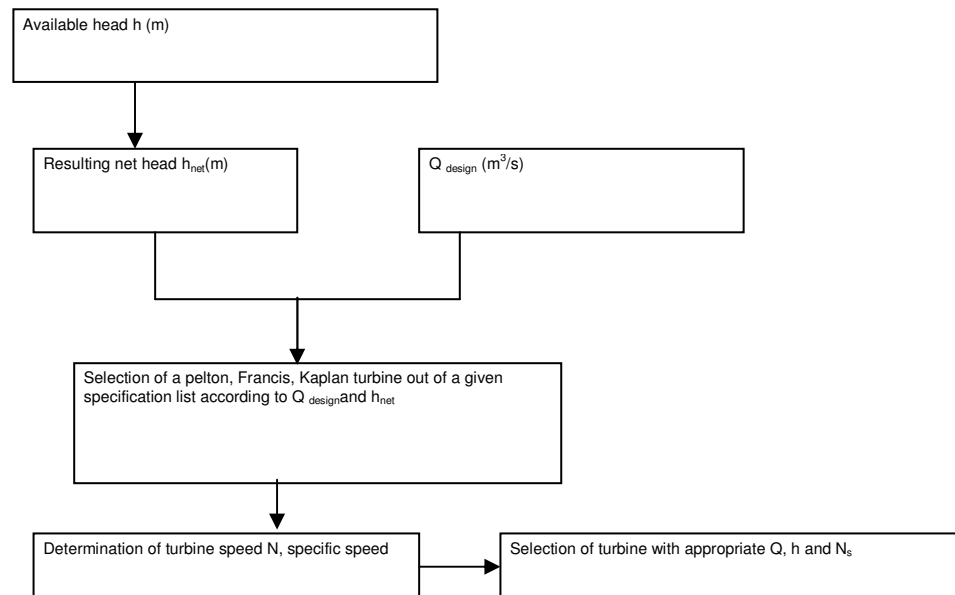 Available head h (m)
Resulting net head hnet(m)
Q design (m³/s)
Selection of a pelton, Francis, Kaplan turbine out of a given
specification list according to Q designand hnet
Determination of turbine speed N, specific speed
Selection of turbine with appropriate Q, h and Ns